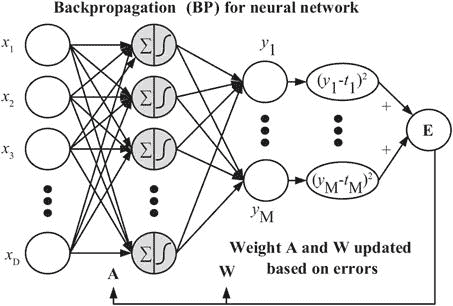 Backpropagation (BP) for neural network
x1
x2
x3
xD
Σ
Σ
Σ
Σ
y1
yM
(y1-t1)2
(yM-tM)2
+
+
E
A
W
Weight A and W updated
based on errors